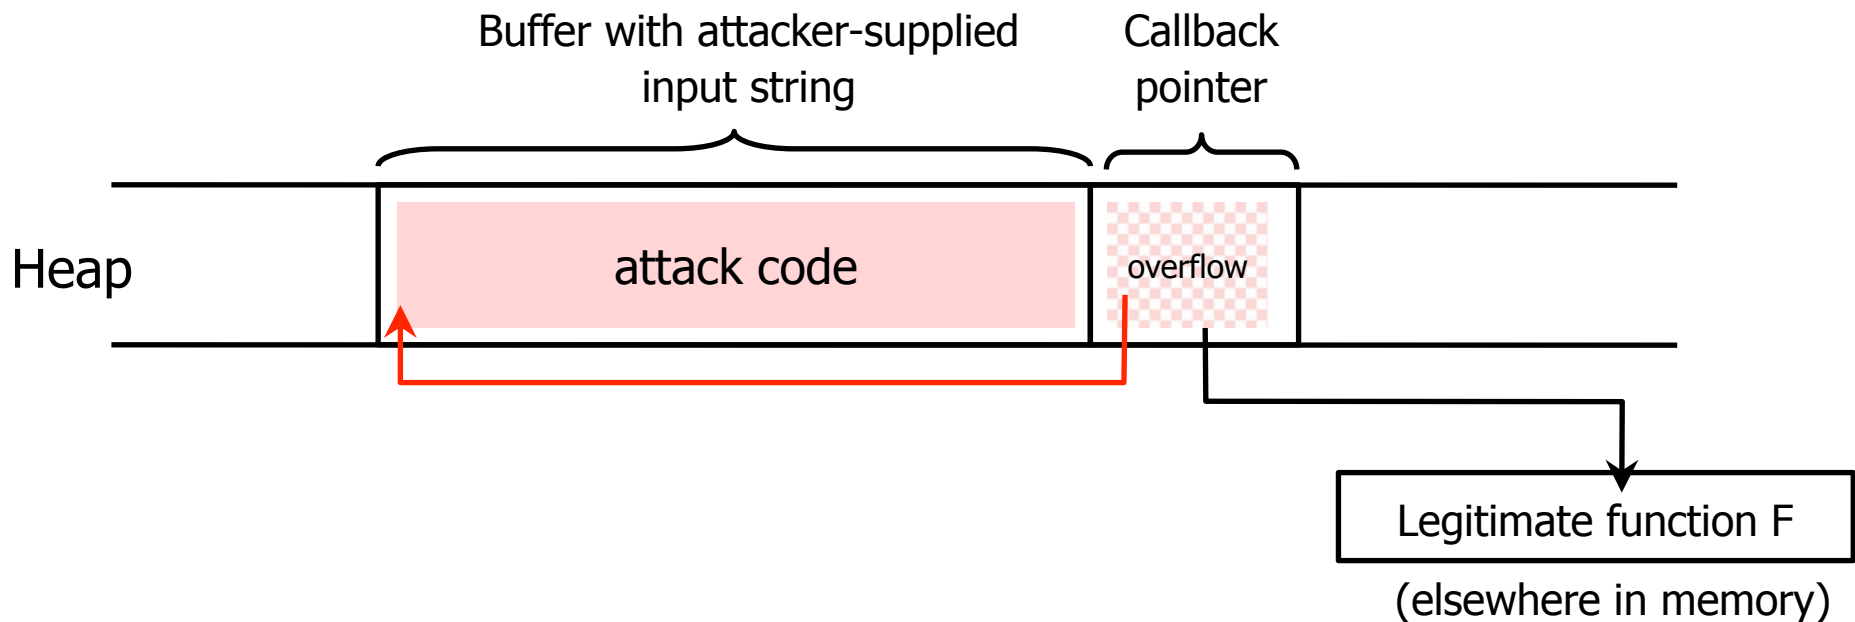 Buffer with attacker-supplied
input string
Callback
pointer
Heap
attack code
overflow
Legitimate function F
(elsewhere in memory)